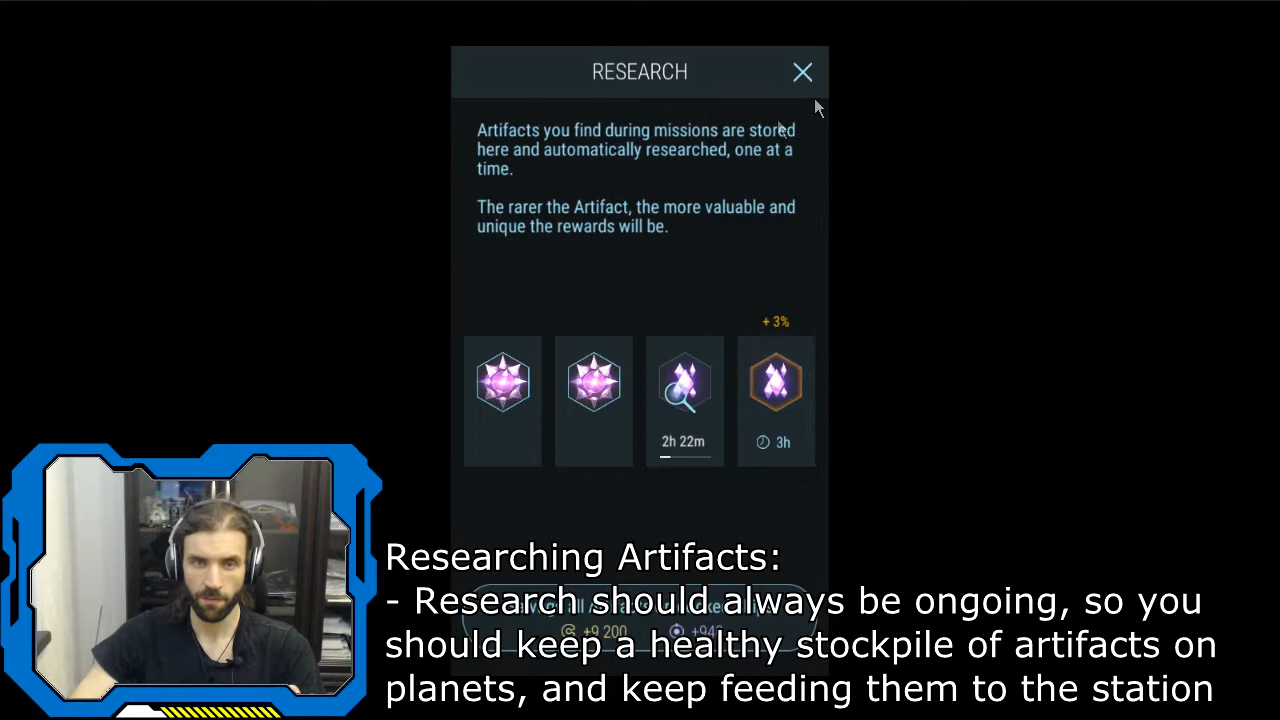 RESEARCH
Artifacts you find during missions are stored
here and automatically researched, one at a
time.
The rarer the Artifact, the more valuable and
unique the rewards will be.
+ 3%
2h 22m
3h
Researching Artifacts:
- Research should always be ongoing, so you
+9 200
should keep a healthy stockpile of artifacts on
planets, and keep feeding them to the station